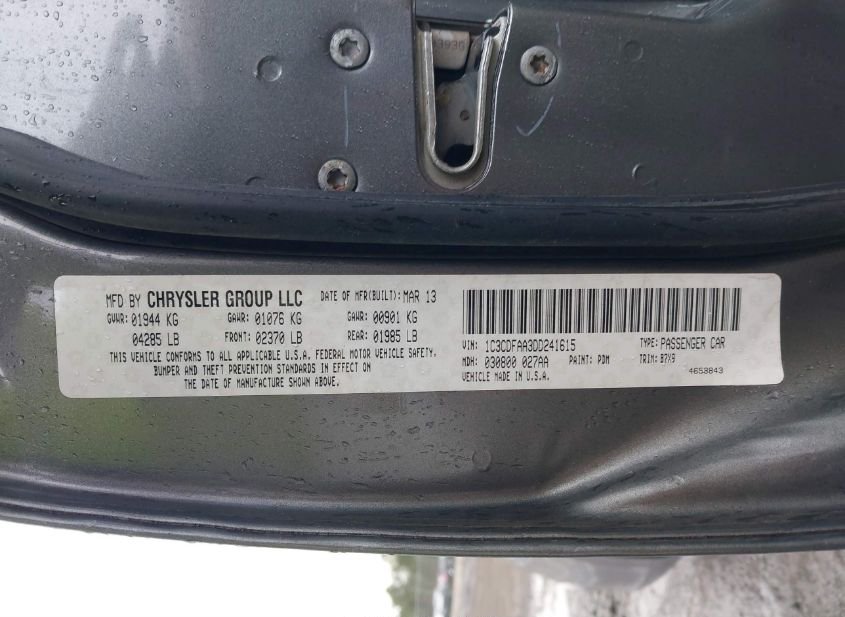 3930
MFD BY CHRYSLER GROUP LLC DATE OF MFR(BUILT): MAR 13
GVWR: 01944 KG GAWR: 01076 KG GAWR: 00901 KG
04285 LB FRONT: 02370 LB REAR: 01985 LB
THIS VEHICLE CONFORMS TO ALL APPLICABLE U.S.A. FEDERAL MOTOR VEHICLE SAFETY,
BUMPER AND THEFT PREVENTION STANDARDS IN EFFECT ON
THE DATE OF MANUFACTURE SHOWN ABOVE.
VIN: 1C3CDFAA3DD241615 TYPE: PASSENGER CAR
MDH: 030800 027AA PAINT: PDM TRIM: B7X9
VEHICLE MADE IN U.S.A. 4653843